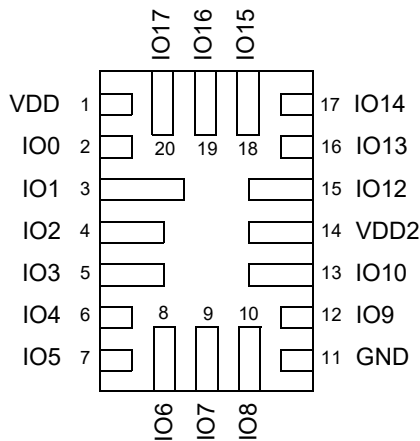 IO17 IO16 IO15
VDD 1 17 IO14
IO0 2 20 19 18 16 IO13
IO1 3 15 IO12
IO2 4 14 VDD2
IO3 5 13 IO10
IO4 6 8 9 10 12 IO9
IO5 7 11 GND
IO6 IO7 IO8